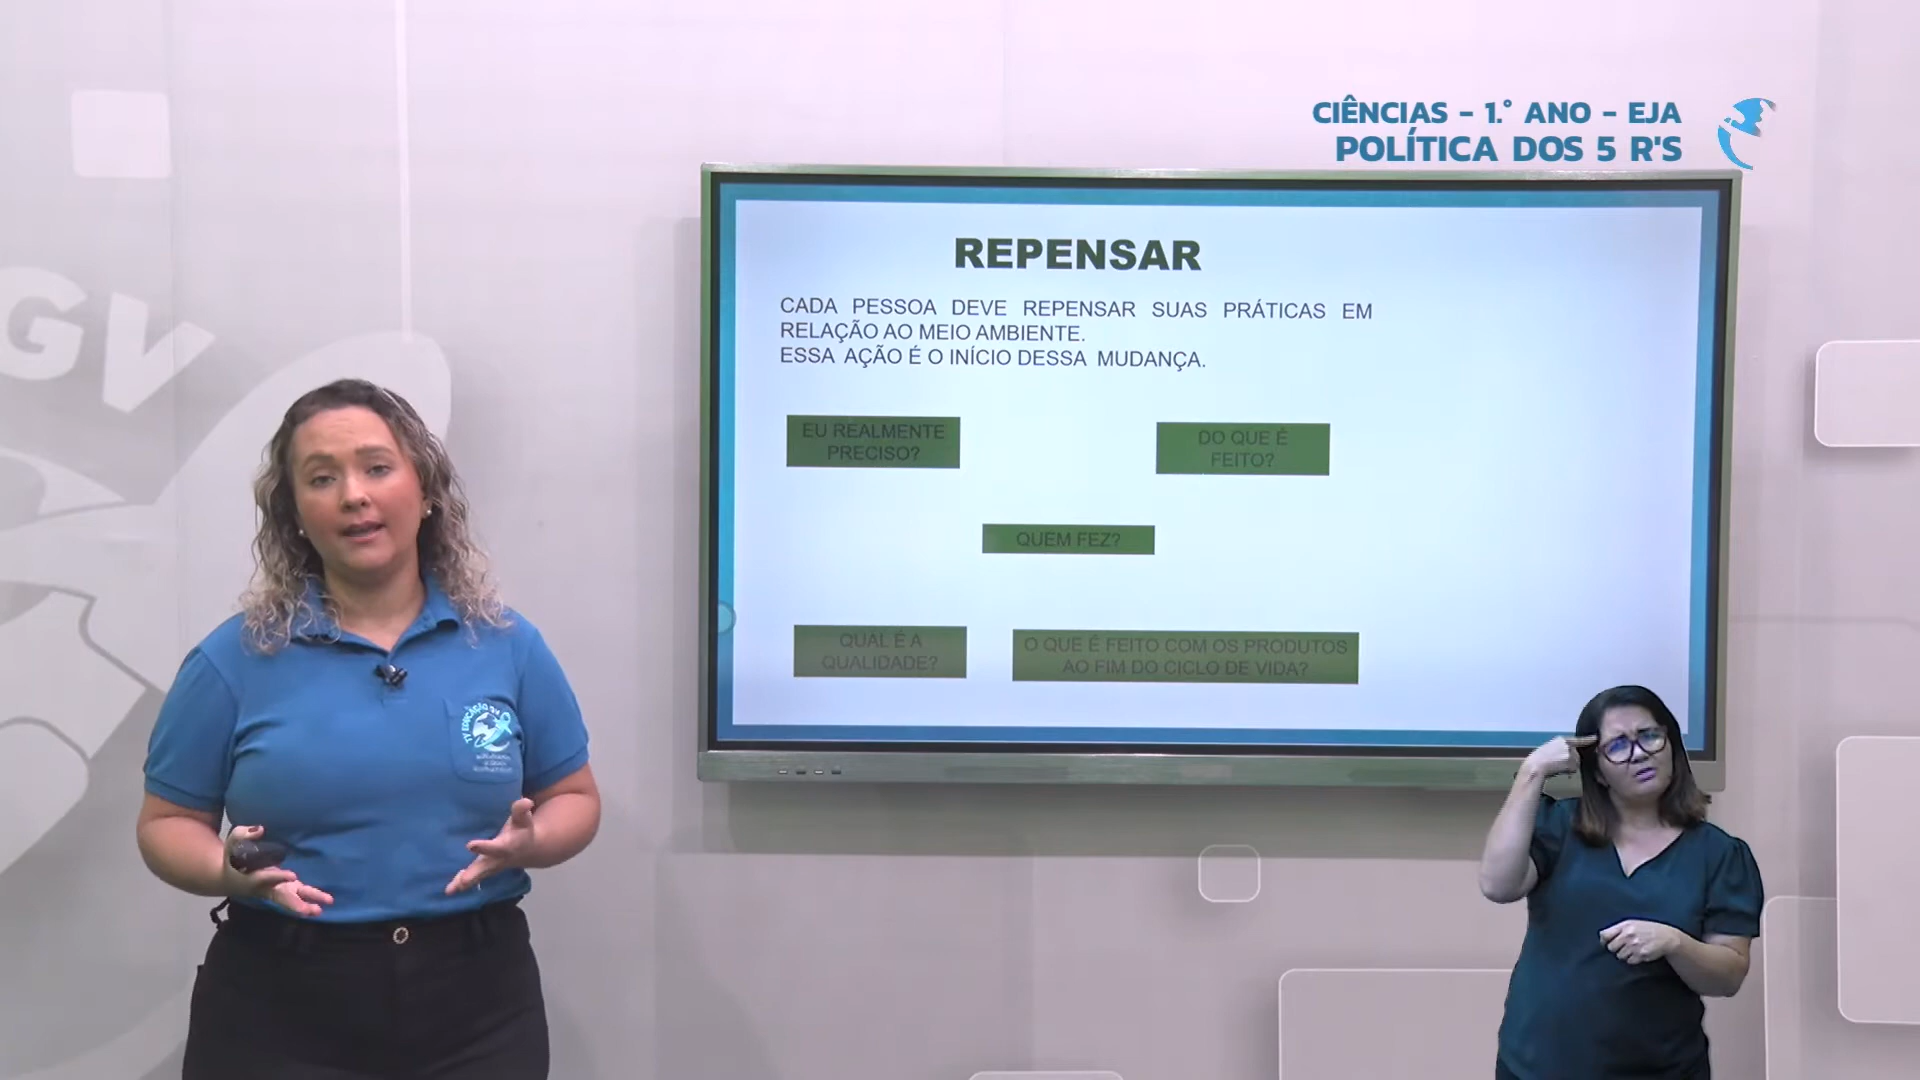 CIÊNCIAS - 1.° ANO - EJA
POLÍTICA DOS 5 R'S
REPENSAR
CADA PESSOA DEVE REPENSAR SUAS PRÁTICAS EM
RELAÇÃO AO MEIO AMBIENTE.
ESSA AÇÃO É O INÍCIO DESSA MUDANÇA.
EU REALMENTE
PRECISO?
DO QUE É
FEITO?
QUEM FEZ?
QUAL É A
QUALIDADE?
O QUE É FEITO COM OS PRODUTOS
AO FIM DO CICLO DE VIDA?
GV
TV EDUCAÇÃO